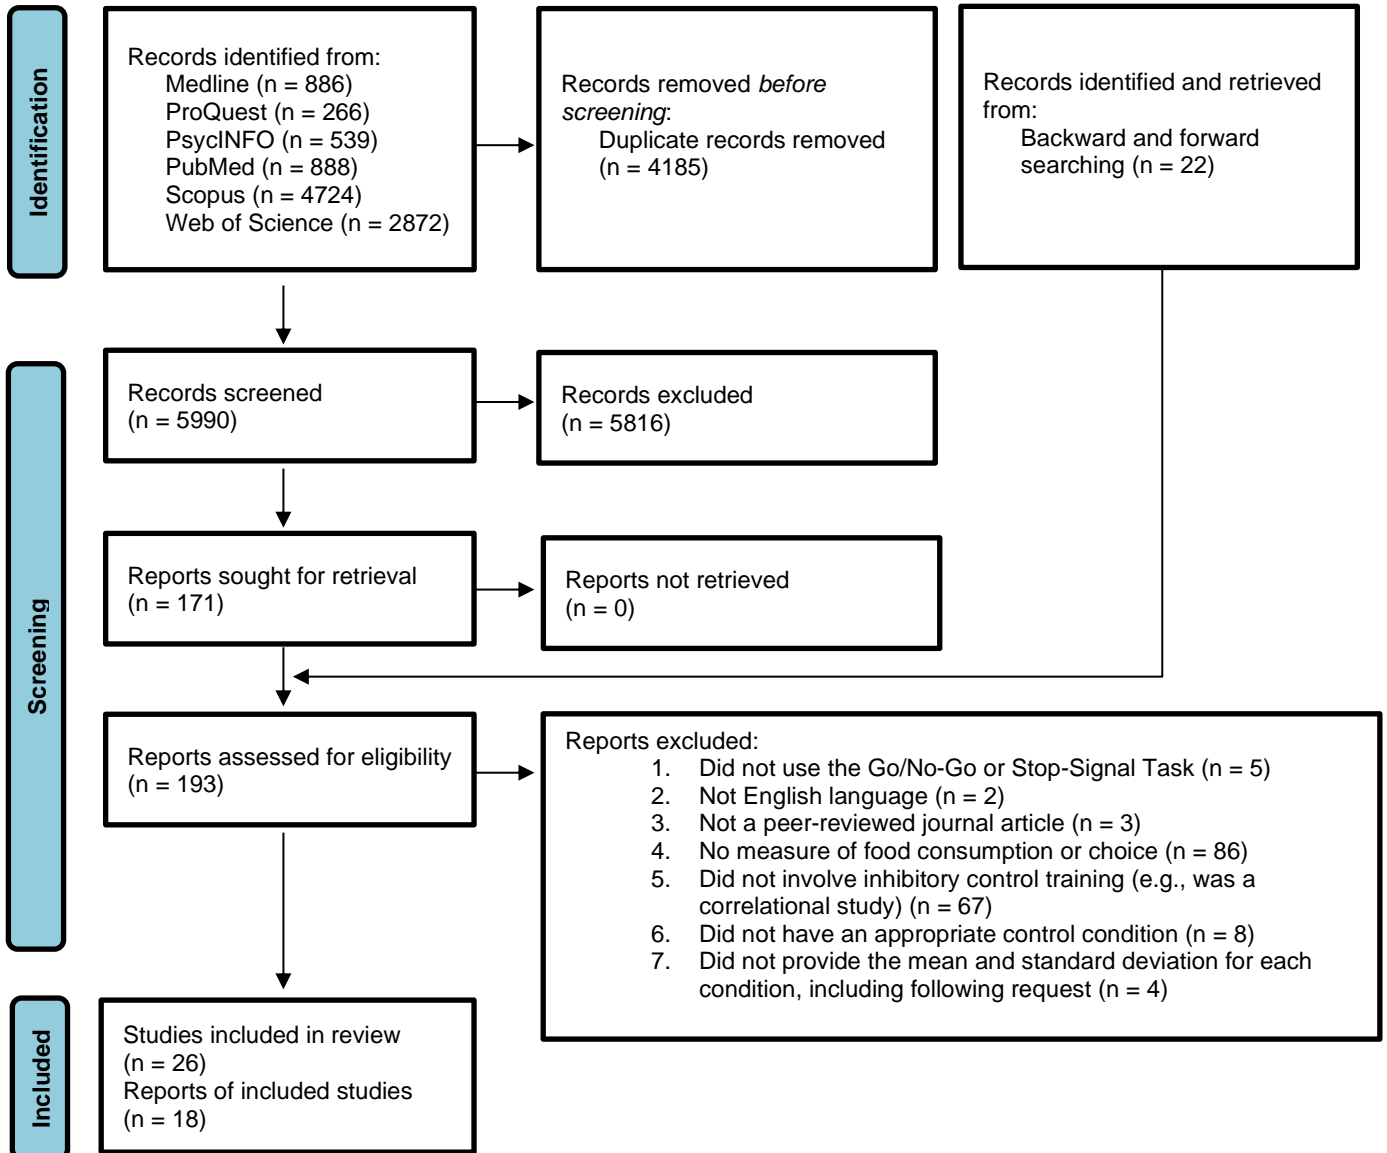 Identification
Records identified from:
Medline (n = 886)
ProQuest (n = 266)
PsycINFO (n = 539)
PubMed (n = 888)
Scopus (n = 4724)
Web of Science (n = 2872)
Records removed before
screening:
Duplicate records removed
(n = 4185)
Records identified and retrieved
from:
Backward and forward
searching (n = 22)
Screening
Records screened
(n = 5990)
Records excluded
(n = 5816)
Reports sought for retrieval
(n = 171)
Reports not retrieved
(n = 0)
Reports assessed for eligibility
(n = 193)
Reports excluded:
1. Did not use the Go/No-Go or Stop-Signal Task (n = 5)
2. Not English language (n = 2)
3. Not a peer-reviewed journal article (n = 3)
4. No measure of food consumption or choice (n = 86)
5. Did not involve inhibitory control training (e.g., was a
correlational study) (n = 67)
6. Did not have an appropriate control condition (n = 8)
7. Did not provide the mean and standard deviation for each
condition, including following request (n = 4)
Included
Studies included in review
(n = 26)
Reports of included studies
(n = 18)